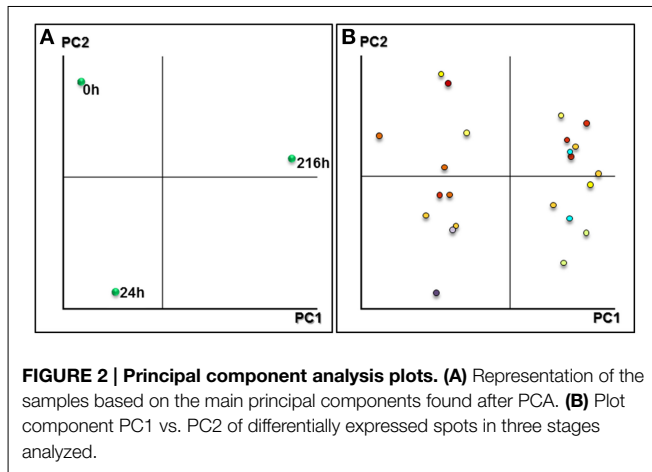 A
PC2
0h
216h
24h
PC1
B
PC2
PC1
FIGURE 2 | Principal component analysis plots. (A) Representation of the
samples based on the main principal components found after PCA. (B) Plot
component PC1 vs. PC2 of differentially expressed spots in three stages
analyzed.